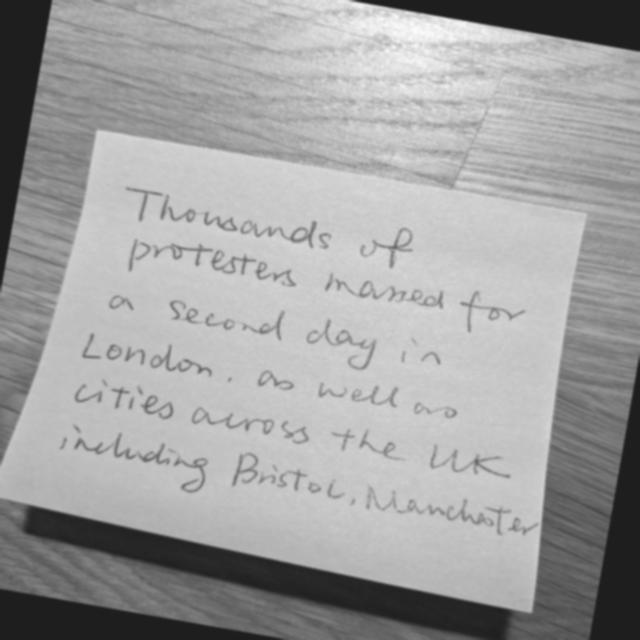 Thousands of
protesters massed for
a second day in
London, as well as
cities across the UK
including Bristol, Manchester